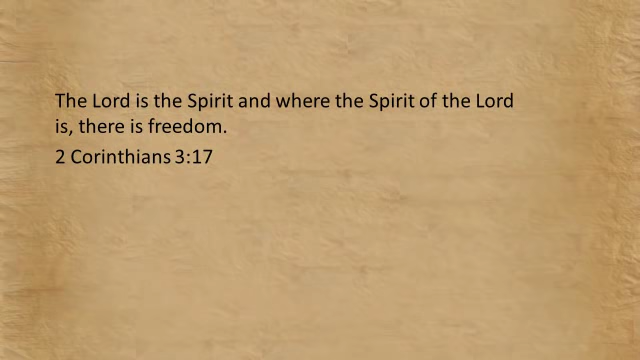 The Lord is the Spirit and where the Spirit of the Lord
is, there is freedom.
2 Corinthians 3:17